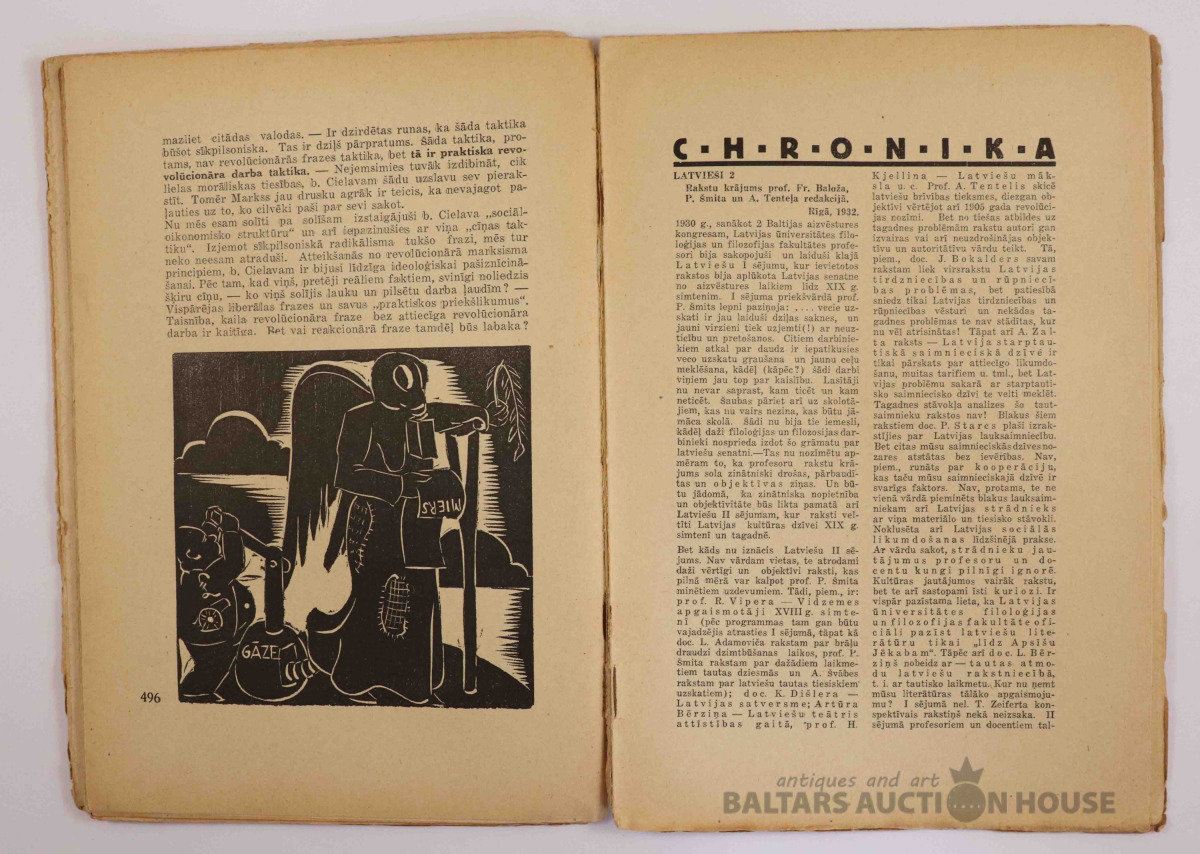 mazliet citādas valodas. — Ir dzirdētas runas, ka šāda taktika
būšot sīkpilsoniska. Tas ir dziļš pārpratums. Šāda taktika, pro-
tams, nav revolūcionārās frazes taktika, bet tā ir praktiska revo-
volūcionāra darba taktika. — Nejemsimies tuvāk izdibināt, cik
lielas morāliskas tiesības, b. Cielavam šādu uzslavu sev pierak-
stīt. Tomēr Markss jau drusku agrāk ir teicis, ka nevajagot pa-
ļauties uz to, ko cilvēki paši par sevi sakot.
Nu mēs esam solīti pa solīšam izstaigājuši b. Cielava „sociāl-
oikonomisko struktūru" un arī iepazinušies ar viņa „cīņas tak-
tiku". Izjemot sīkpilsoniskā radikālisma tukšo frazi, mēs tur
neko neesam atraduši. Atteikšanās no revolūcionārā marksisma
principiem, b. Cielavam ir bijusi līdzīga ideoloģiskai pašiznīcinā-
šanai. Pēc tam, kad viņš, pretēji reāliem faktiem, svinīgi noliedzis
šķiru cīņu, — ko viņš solījis lauku un pilsētu darba ļaudīm? —
Vispārējas liberālas frazes un savus „praktiskos priekšlikumus".
Taisnība, kaila revolūcionāra fraze bez attiecīga revolūcionāra
darba ir kaitīga. Bet vai reakcionārā fraze tamdēļ būs labaka?
MIERS
GĀZE
496
C·H·R·O·N·I·K·A
LATVIEŠI 2
Rakstu krājums prof. Fr. Baloža,
P. Šmita un A. Tenteļa redakcijā.
Rīgā, 1932.
1930 g., sanākot 2 Baltijas aizvēstures
kongresam, Latvijas ūniversitātes filo-
loģijas un filozofijas fakultātes profe-
sori bija sakopojuši un laiduši klajā
Latviešu I sējumu, kur ievietotos
rakstos bija aplūkota Latvijas senatne
no aizvēstures laikiem līdz XIX g.
simtenim. I sējuma priekšvārdā prof.
P. Šmits lepni paziņoja: .... vecie uz-
skati ir jau laiduši dziļas saknes, un
jauni virzieni tiek uzjemti(!) ar neuz-
ticību un pretošanos. Citiem darbinie-
kiem atkal par daudz ir iepatikusies
veco uzskatu graušana un jaunu ceļu
meklēšana, kādēļ (kāpēc?) šādi darbi
viņiem jau top par kaislību. Lasītāji
nu nevar saprast, kam ticēt un kam
neticēt. Šaubas pāriet arī uz skolotā-
jiem, kas nu vairs nezina, kas būtu jā-
māca skolā. Šādi nu bija tie iemesli,
kādēļ daži filoloģijas un filozofijas dar-
binieki nosprieda izdot šo grāmatu par
latviešu senatni.—Tas nu nozīmētu ap-
mēram to, ka profesoru rakstu krā-
jums sola zinātniski drošas, pārbaudī-
tas un objektīvas ziņas. Un bū-
tu jādomā, ka zinātniska nopietnība
un objektivitāte būs likta pamatā arī
Latviešu II sējumam, kur raksti vel-
tīti Latvijas kultūras dzīvei XIX g.
simtenī un tagadnē.
Bet kāds nu iznācis Latviešu II sē-
jums. Nav vārdam vietas, te atrodami
daži vērtīgi un objektīvi raksti, kas
pilnā mērā var kalpot prof. P. Šmita
minētiem uzdevumiem. Tādi, piem., ir:
prof. R. Vipera — Vidzemes
apgaismotāji XVIII g. simte-
nī (pēc programmas tam gan būtu
vajadzējis atrasties I sējumā, tāpat kā
doc. L. Adamoviča rakstam par brāļu
draudzi dzimtbūšanas laikos, prof. P.
Šmita rakstam par dažādiem laikme-
tiem tautas dziesmās un A. Švābes
rakstam par latviešu tautas tiesiskiem
uzskatiem); doc. K. Dišlera —
Latvijas satversme; Artūra
Bērziņa — Latviešu teātris
attīstības gaitā, prof. H.
Kjellina — Latviešu māk-
sla u. c. Prof. A. Tentelis skicē
latviešu brīvības tieksmes, diezgan ob-
jektīvi vērtējot arī 1905 gada revolūci-
jas nozīmi. Bet no tiešas atbildes uz
tagadnes problēmām rakstu autori gan
izvairas vai arī neuzdrošinājas objek-
tīvu un autoritātīvu vārdu teikt. Tā,
piem., doc. J. Bokalders savam
rakstam liek virsrakstu Latvijas
tirdzniecības un rūpniecī-
bas problēmas, bet patiesībā
sniedz tikai Latvijas tirdzniecības un
rūpniecības vēsturi un nekādas ta-
gadnes problēmas te nav stādītas, kur
nu vēl atrisinātas! Tāpat arī A. Zal-
ta raksts — Latvija starptau-
tiskā saimnieciskā dzīvē ir
tikai pārskats par attiecīgo likumdo-
šanu, muitas tarifiem u. tml., bet Lat-
vijas problēmu sakarā ar starptauti-
sko saimniecisko dzīvi te velti meklēt.
Tagadnes stāvokļa analizes šo taut-
saimnieku rakstos nav! Blakus šiem
rakstiem doc. P. Starcs plaši izrak-
stījies par Latvijas lauksaimniecību.
Bet citas mūsu saimnieciskās dzīves no-
zares atstātas bez ievērības. Nav,
piem., runāts par kooperāciju,
kas taču mūsu saimnieciskajā dzīvē ir
svarīgs faktors. Nav, protams, te ne
vienā vārdā pieminēts blakus lauksaim-
niekam arī Latvijas strādnieks
ar viņa materiālo un tiesisko stāvokli.
Noklusēta arī Latvijas sociālās
likumdošanas līdzšinējā prakse.
Ar vārdu sakot, strādnieku jau-
tājumus profesoru un do-
centu kungi pilnīgi ignorē.
Kultūras jautājumos vairāk rakstu,
bet te arī sastopami īsti kuriozi. Ir
vispār pazīstama lieta, ka Latvijas
ūniversitātes filoloģijas
un filozofijas fakultāte ofi-
ciāli pazīst latviešu lite-
rātūru tikai „līdz Apsīšu
Jēkabam". Tāpēc arī doc. L. Bēr-
ziņš nobeidz ar — tautas atmo-
du latviešu rakstniecībā,
t. i. ar tautisko laikmetu. Kur nu ņemt
mūsu literātūras tālāko apgaismoju-
mu? I sējumā nel. T. Zeiferta kon-
spektīvais rakstiņš nekā neizsaka. II
sējumā profesoriem un docentiem tal-
antiques and art
BALTARS AUCTION HOUSE